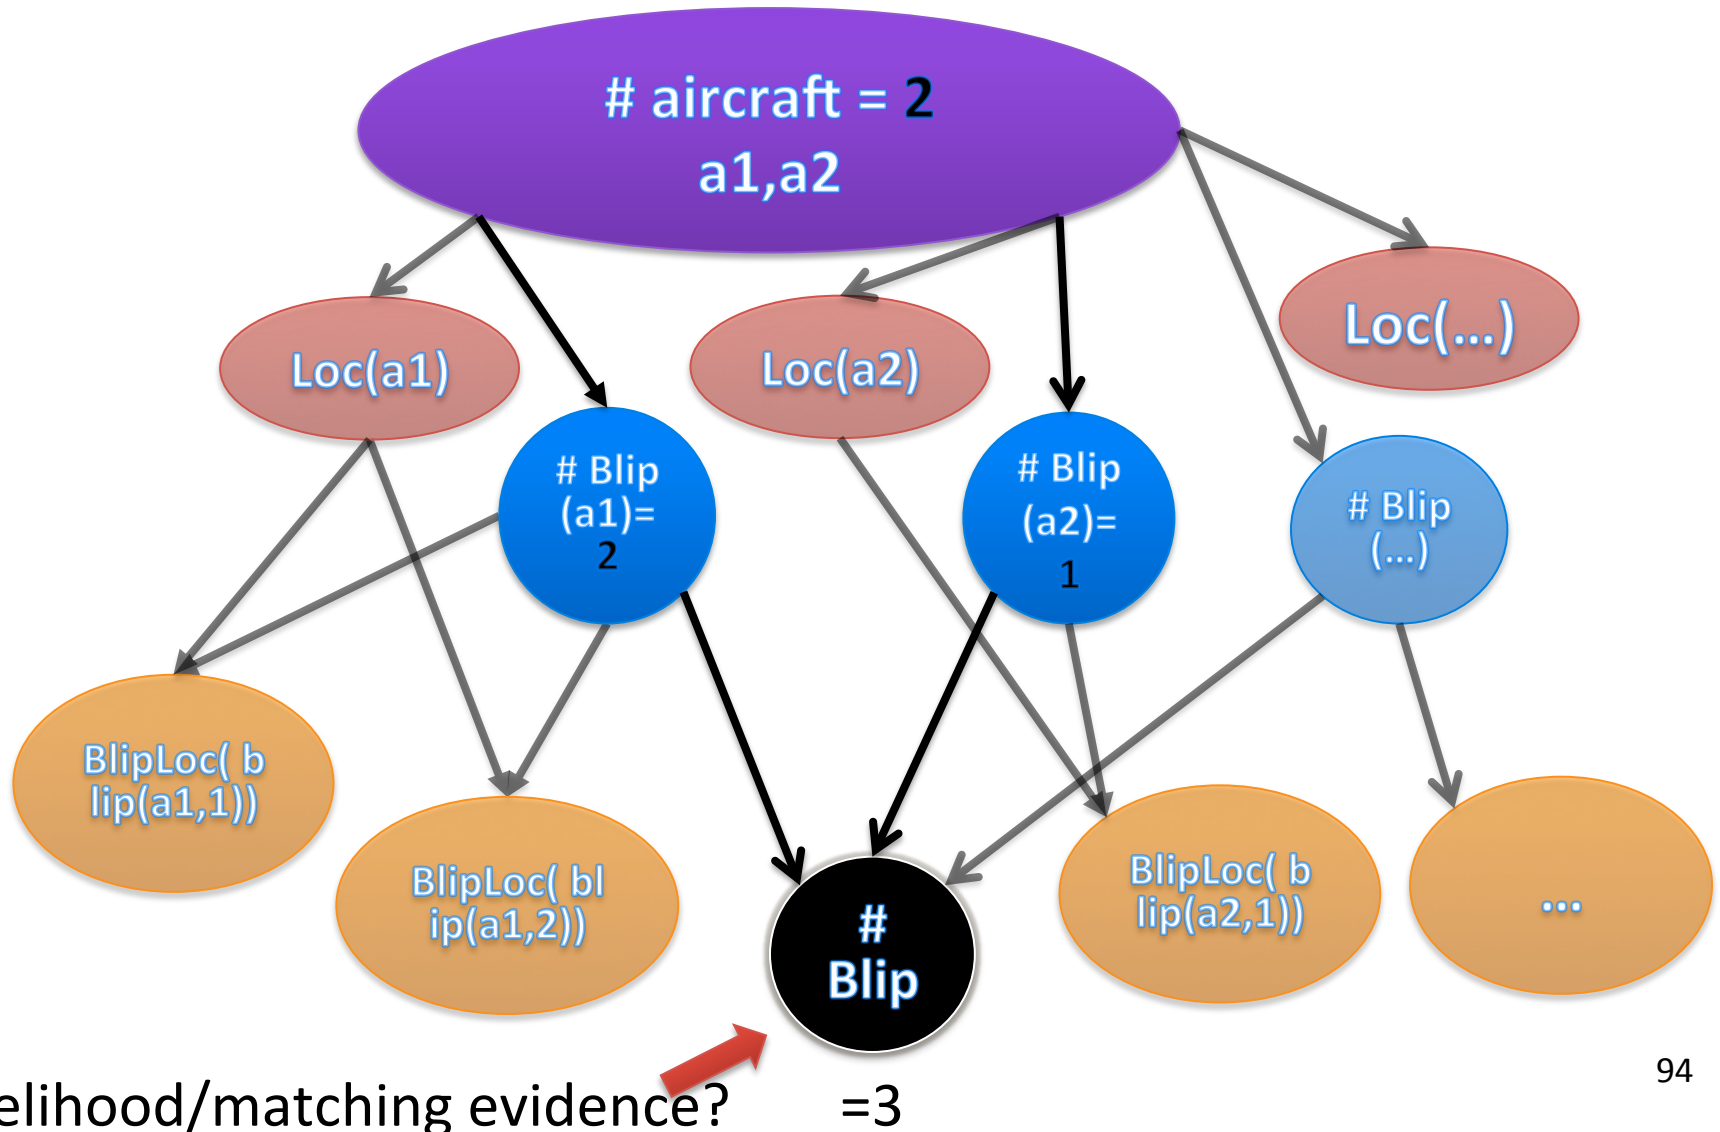 # aircraft = 2
a1,a2
Loc(a1)
Loc(a2)
Loc(...)
# Blip
(a1)=
2
# Blip
(a2)=
1
# Blip
(...)
BlipLoc( b
lip(a1,1))
BlipLoc( bl
ip(a1,2))
#
Blip
BlipLoc( b
lip(a2,1))
...
94
elihood/matching evidence? =3